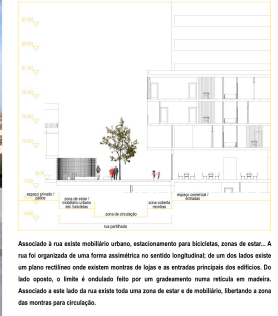 espaço privado /
pátios
zona de estar /
mobiliário urbano
est. bicicletas
zona de circulação
zona coberta
montras
espaço comercial /
entradas
rua partilhada
Associado à rua existe mobiliário urbano, estacionamento para bicicletas, zonas de estar... A
rua foi organizada de uma forma assimétrica no sentido longitudinal; de um dos lados existe
um plano rectilíneo onde existem montras de lojas e as entradas principais dos edifícios. Do
lado oposto, o limite é ondulado feito por um gradeamento numa retícula em madeira.
Associado a este lado da rua existe toda uma zona de estar e de mobiliário, libertando a zona
das montras para circulação.